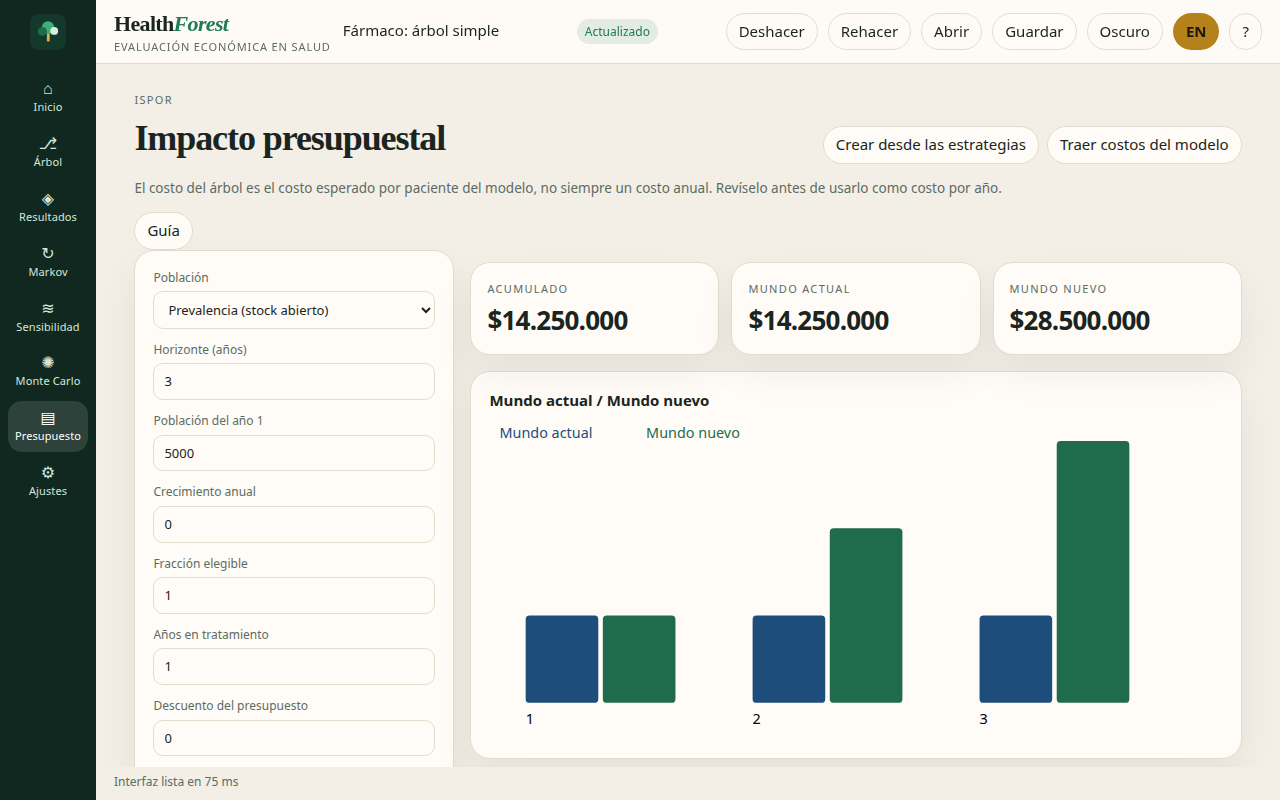 HealthForest
EVALUACIÓN ECONÓMICA EN SALUD
Fármaco: árbol simple
Actualizado
Deshacer
Rehacer
Abrir
Guardar
Oscuro
EN
?
Inicio
Árbol
Resultados
Markov
Sensibilidad
Monte Carlo
Presupuesto
Ajustes
ISPOR
Impacto presupuestal
Crear desde las estrategias
Traer costos del modelo
El costo del árbol es el costo esperado por paciente del modelo, no siempre un costo anual. Revíselo antes de usarlo como costo por año.
Guía
Población
Prevalencia (stock abierto)
Horizonte (años)
3
Población del año 1
5000
Crecimiento anual
0
Fracción elegible
1
Años en tratamiento
1
Descuento del presupuesto
0
ACUMULADO
$14.250.000
MUNDO ACTUAL
$14.250.000
MUNDO NUEVO
$28.500.000
Mundo actual / Mundo nuevo
Mundo actual
Mundo nuevo
1
2
3
Interfaz lista en 75 ms